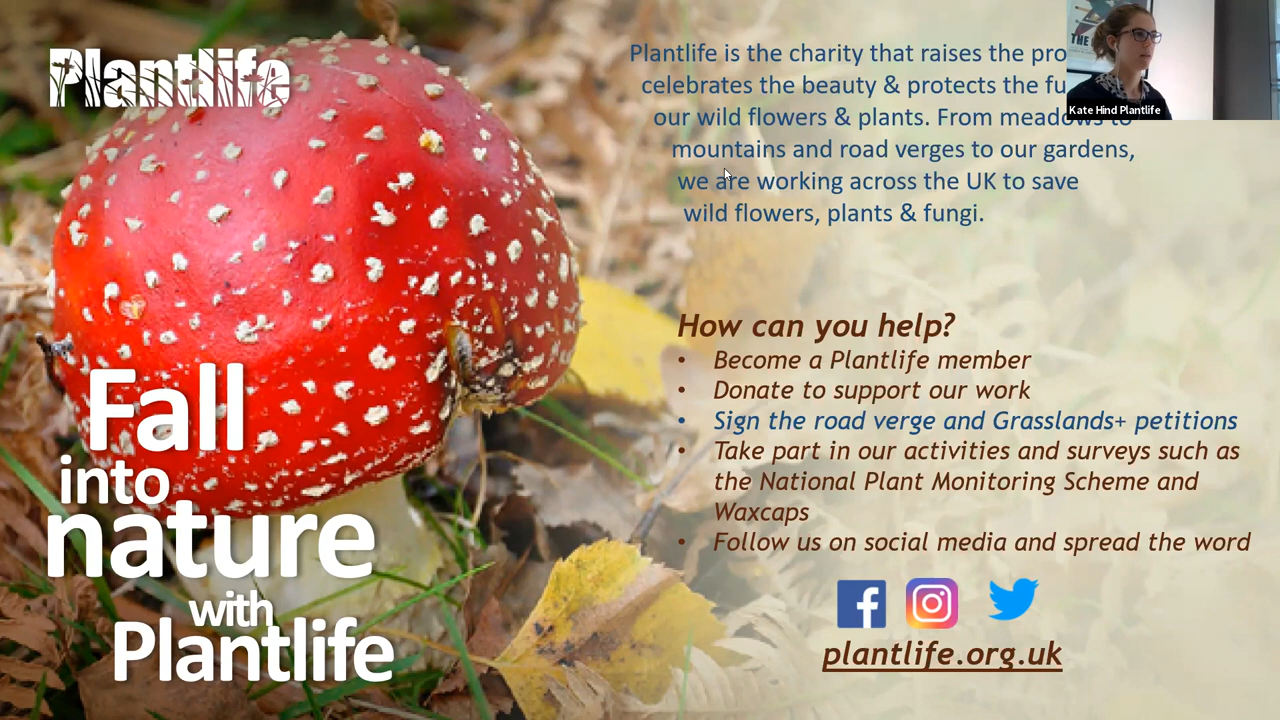 Plantlife
Plantlife is the charity that raises the pro
celebrates the beauty & protects the fu
our wild flowers & plants. From meadows to
mountains and road verges to our gardens,
we are working across the UK to save
wild flowers, plants & fungi.
THE
Kate Hind Plantlife
How can you help?
• Become a Plantlife member
• Donate to support our work
• Sign the road verge and Grasslands+ petitions
• Take part in our activities and surveys such as
the National Plant Monitoring Scheme and
Waxcaps
• Follow us on social media and spread the word
plantlife.org.uk
Fall
into
nature
with
Plantlife